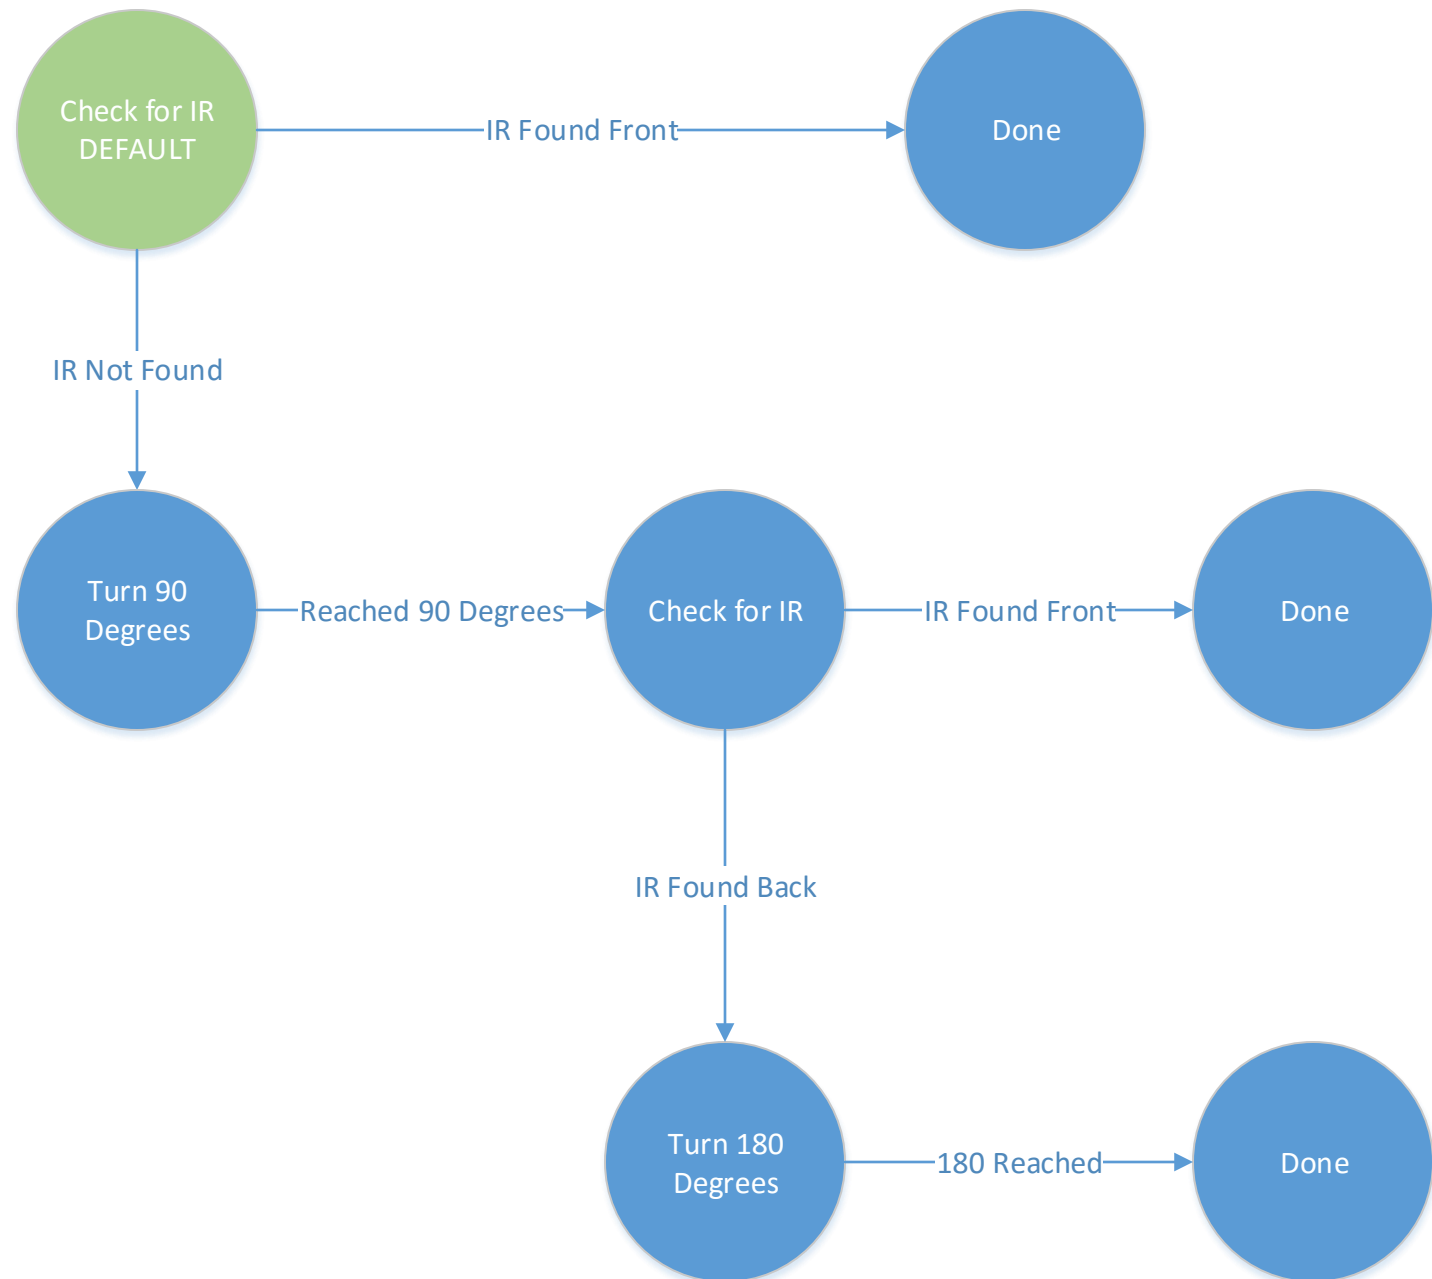 Check for IR
DEFAULT
IR Found Front
Done
IR Not Found
Turn 90
Degrees
Reached 90 Degrees
Check for IR
IR Found Front
Done
IR Found Back
Turn 180
Degrees
180 Reached
Done